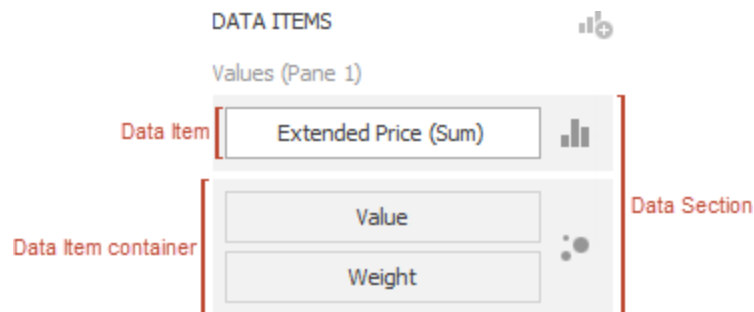 DATA ITEMS
Values (Pane 1)
Data Item
Extended Price (Sum)
Value
Data Section
Data Item container
Weight